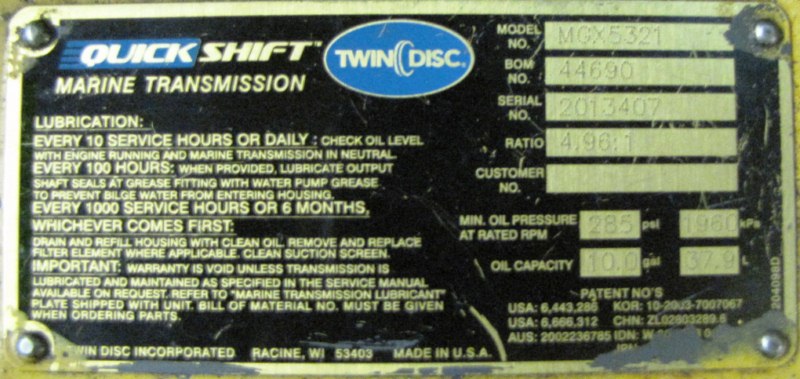 QUICK SHIFT™
MARINE TRANSMISSION
TWIN DISC
LUBRICATION:
EVERY 10 SERVICE HOURS OR DAILY : CHECK OIL LEVEL
WITH ENGINE RUNNING AND MARINE TRANSMISSION IN NEUTRAL.
EVERY 100 HOURS: WHEN PROVIDED, LUBRICATE OUTPUT
SHAFT SEALS AT GREASE FITTING WITH WATER PUMP GREASE
TO PREVENT BILGE WATER FROM ENTERING HOUSING.
EVERY 1000 SERVICE HOURS OR 6 MONTHS,
WHICHEVER COMES FIRST:
DRAIN AND REFILL HOUSING WITH CLEAN OIL. REMOVE AND REPLACE
FILTER ELEMENT WHERE APPLICABLE. CLEAN SUCTION SCREEN.
IMPORTANT: WARRANTY IS VOID UNLESS TRANSMISSION IS
LUBRICATED AND MAINTAINED AS SPECIFIED IN THE SERVICE MANUAL
AVAILABLE ON REQUEST. REFER TO "MARINE TRANSMISSION LUBRICANT"
PLATE SHIPPED WITH UNIT. BILL OF MATERIAL NO. MUST BE GIVEN
WHEN ORDERING PARTS.
TWIN DISC INCORPORATED RACINE, WI 53403 MADE IN U.S.A.
MODEL NO. MGX5321
BOM NO. 44690
SERIAL NO. 2013407
RATIO 4.96:1
CUSTOMER NO.
MIN. OIL PRESSURE AT RATED RPM 285 psi 1960 kPa
OIL CAPACITY 10.0 gal 37.9 L
PATENT NO'S
USA: 6,443,286 KOR: 10-2003-7007067
USA: 6,666,312 CHN: ZL02803289.6
AUS: 2002236785 IDN:
204098D